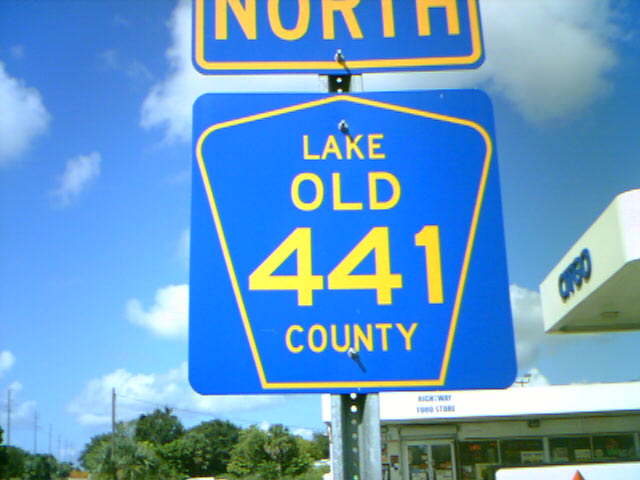 NORTH
LAKE
OLD
441
COUNTY
CITGO
HIGHWAY
FOOD STORE